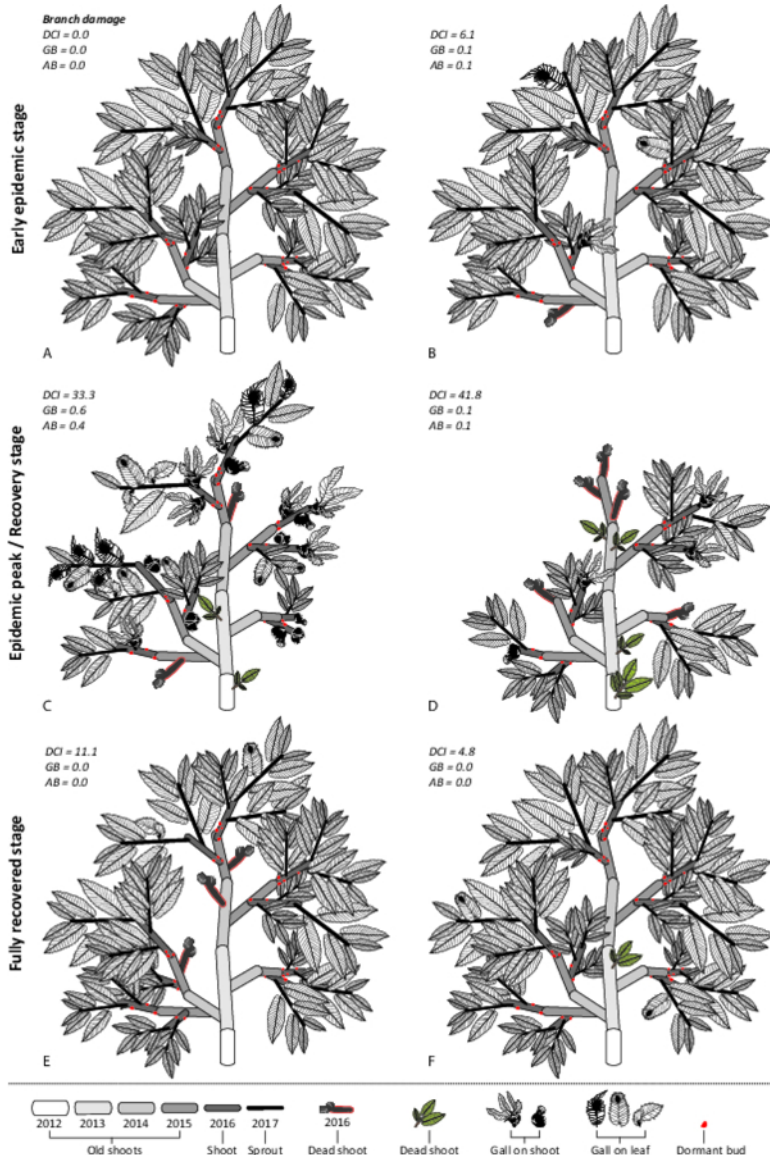 Branch damage
DCI = 0.0
GB = 0.0
AB = 0.0
DCI = 6.1
GB = 0.1
AB = 0.1
Early epidemic stage
A
B
DCI = 33.3
GB = 0.6
AB = 0.4
DCI = 41.8
GB = 0.1
AB = 0.1
Epidemic peak / Recovery stage
C
D
DCI = 11.1
GB = 0.0
AB = 0.0
DCI = 4.8
GB = 0.0
AB = 0.0
Fully recovered stage
E
F
2012 2013 2014 2015 2016 2017 2016
Old shoots Shoot Sprout Dead shoot Dead shoot Gall on shoot Gall on leaf Dormant bud